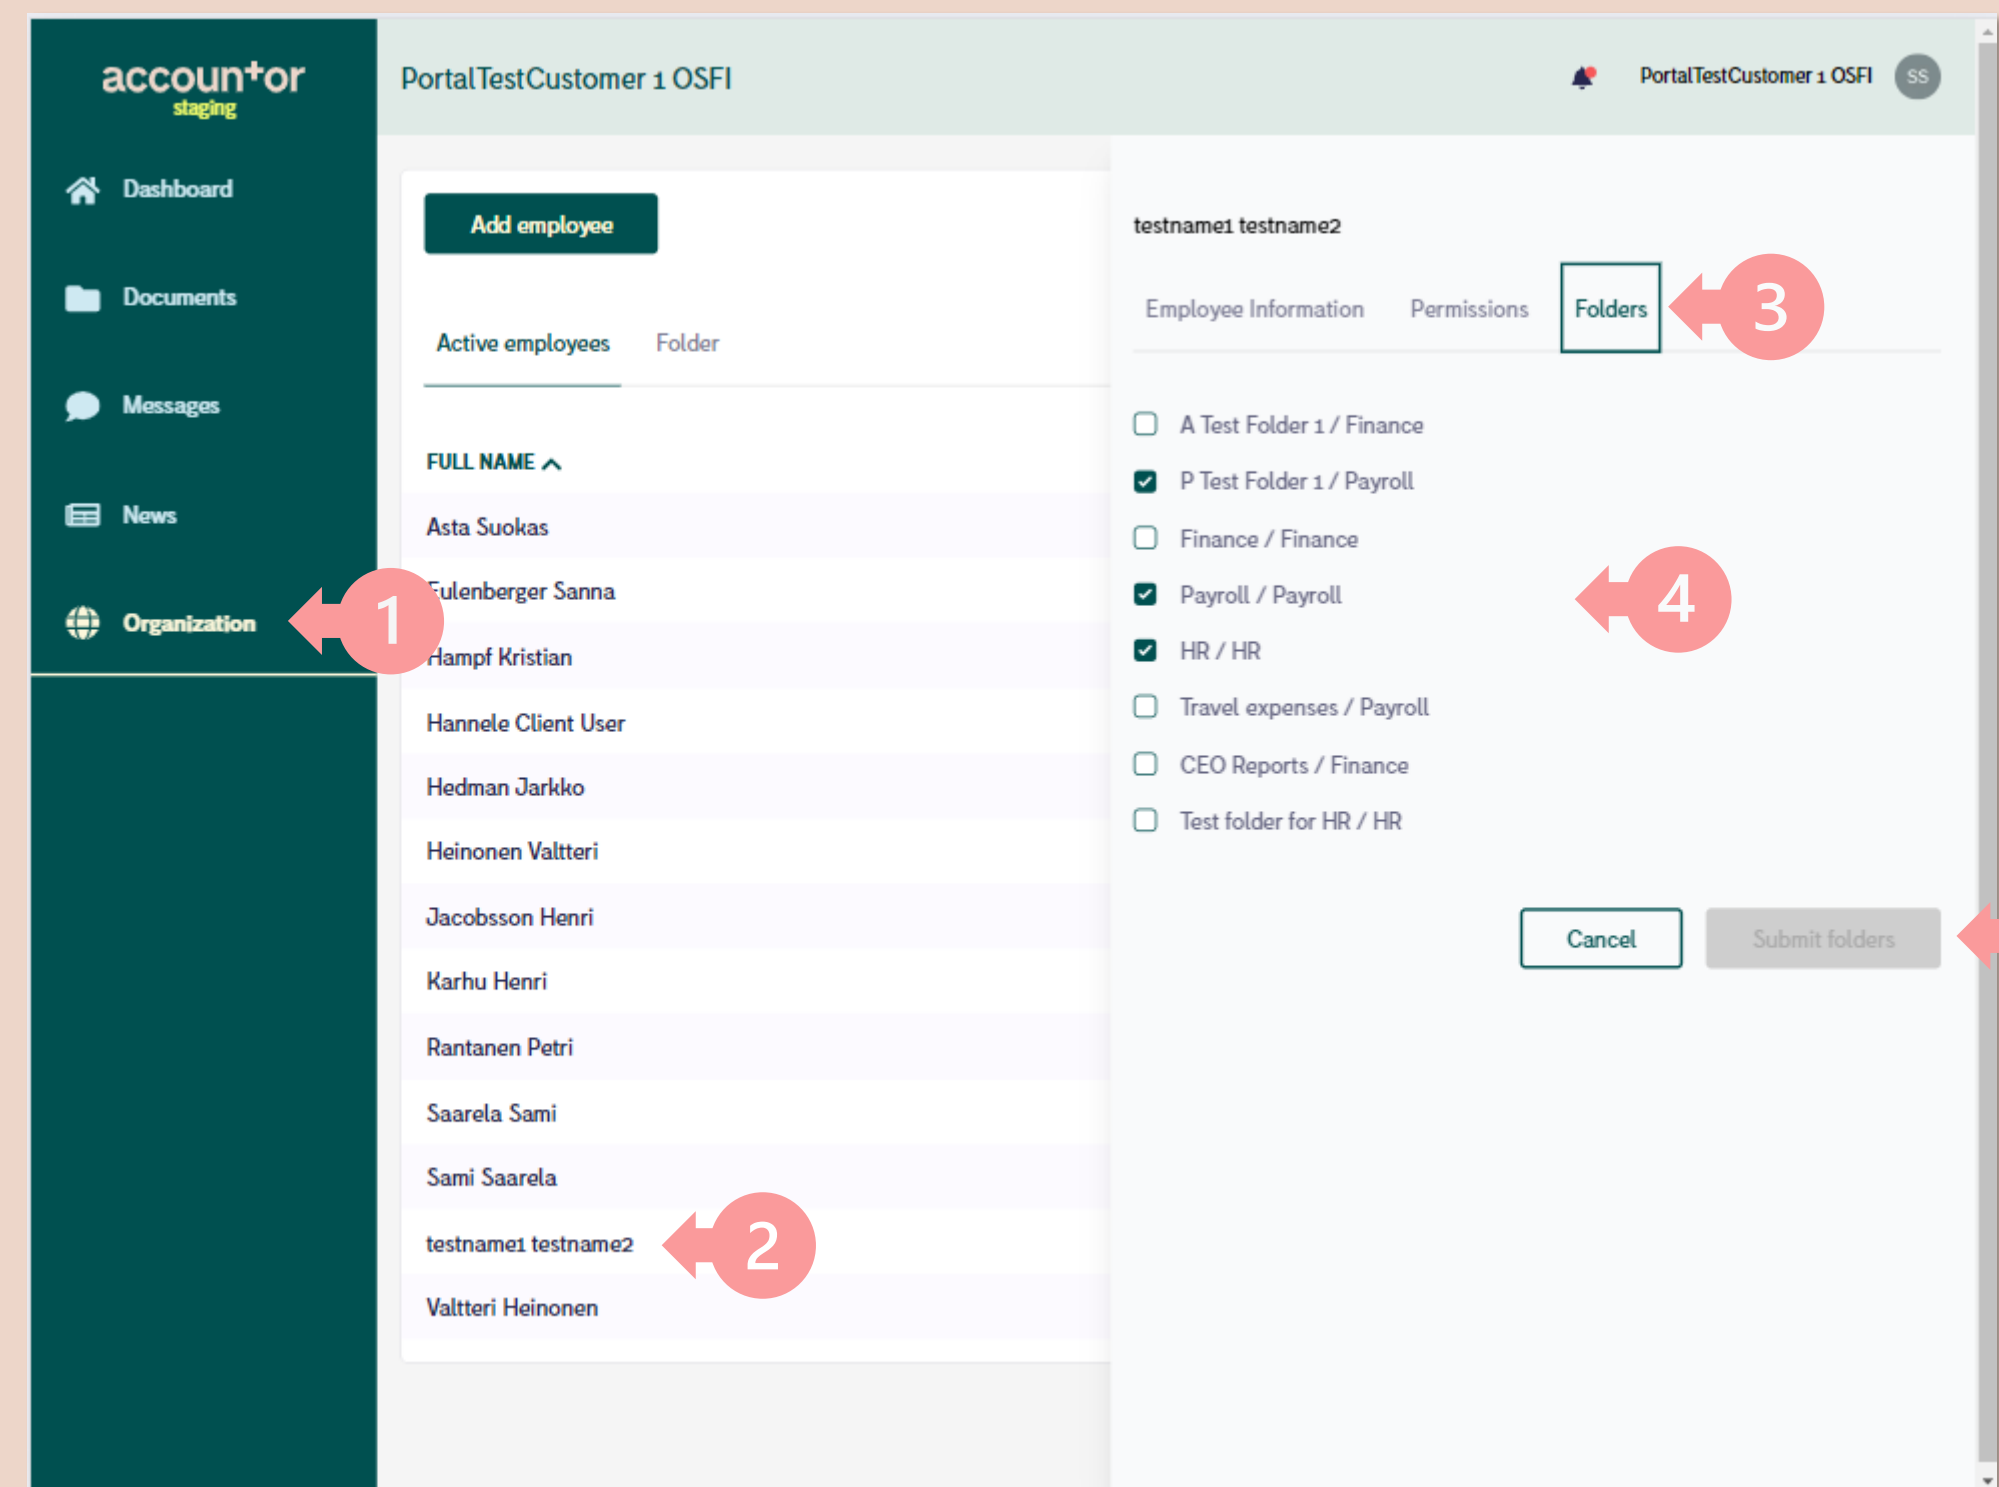 accountor
staging
PortalTestCustomer 1 OSFI
PortalTestCustomer 1 OSFI
SS
Dashboard
Documents
Messages
News
Organization
1
Add employee
Active employees
Folder
FULL NAME
Asta Suokas
Eulenberger Sanna
Hampf Kristian
Hannele Client User
Hedman Jarkko
Heinonen Valtteri
Jacobsson Henri
Karhu Henri
Rantanen Petri
Saarela Sami
Sami Saarela
testname1 testname2
2
Valtteri Heinonen
testname1 testname2
Employee Information
Permissions
Folders
3
A Test Folder 1 / Finance
P Test Folder 1 / Payroll
Finance / Finance
Payroll / Payroll
4
HR / HR
Travel expenses / Payroll
CEO Reports / Finance
Test folder for HR / HR
Cancel
Submit folders